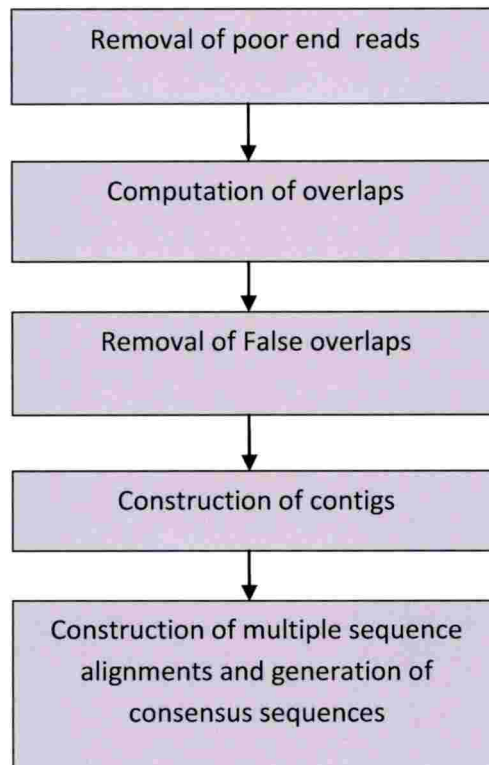 Removal of poor end reads
Computation of overlaps
Removal of False overlaps
Construction of contigs
Construction of multiple sequence
alignments and generation of
consensus sequences